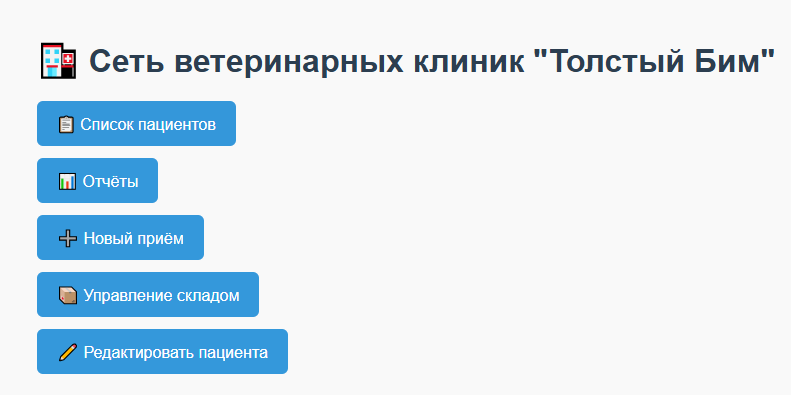 Сеть ветеринарных клиник "Толстый Бим"
Список пациентов
Отчёты
Новый приём
Управление складом
Редактировать пациента